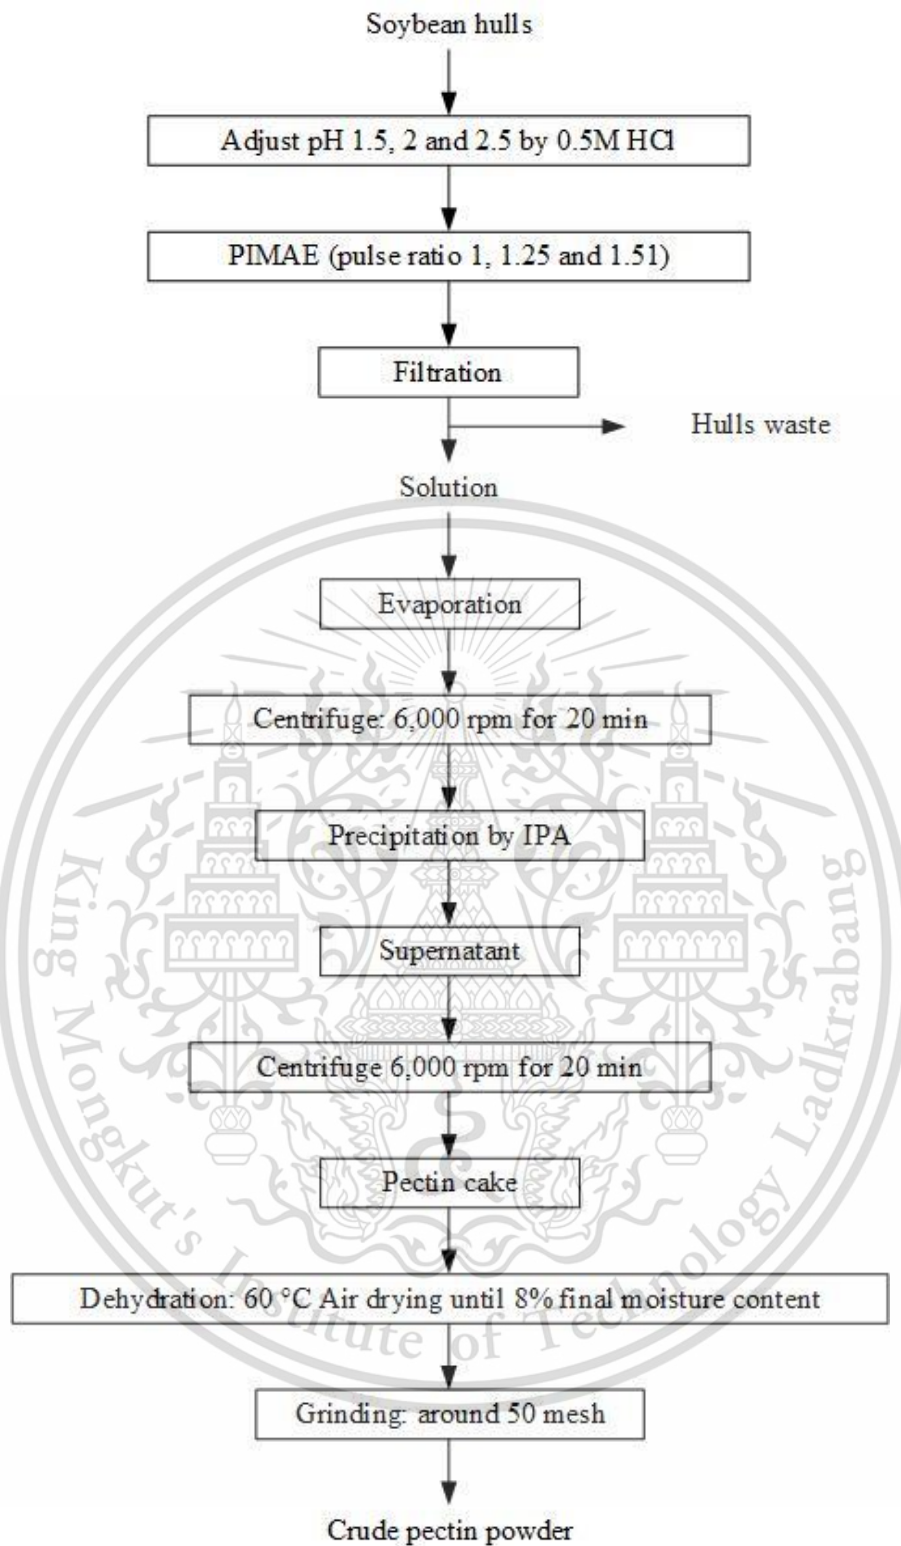 Soybean hulls
Adjust pH 1.5, 2 and 2.5 by 0.5M HCl
PIMAE (pulse ratio 1, 1.25 and 1.51)
Filtration
Hulls waste
Solution
Evaporation
Centrifuge: 6,000 rpm for 20 min
Precipitation by IPA
Supernatant
Centrifuge 6,000 rpm for 20 min
Pectin cake
Dehydration: 60 °C Air drying until 8% final moisture content
Grinding: around 50 mesh
Crude pectin powder
King Mongkut's Institute of Technology Ladkrabang